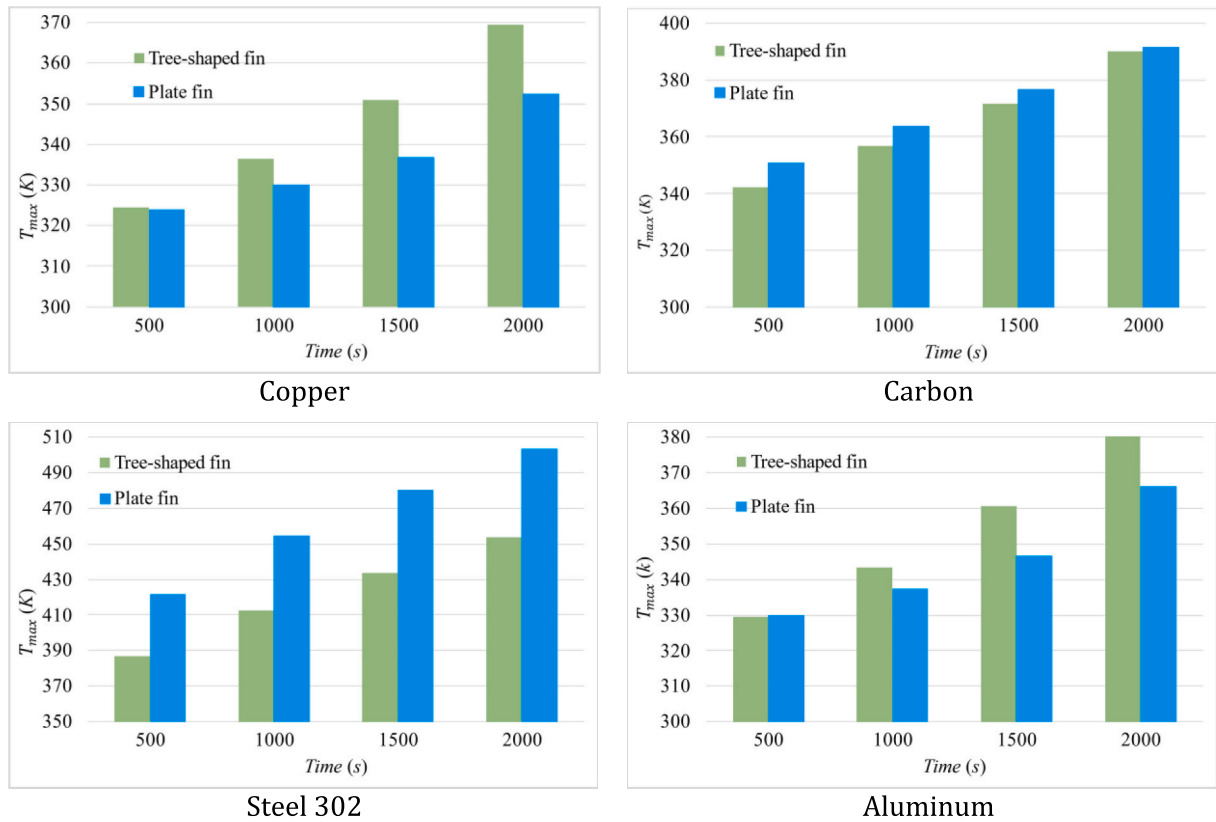 370
360
350
340
330
320
310
300
T_max (K)
Tree-shaped fin
Plate fin
500 1000 1500 2000
Time (s)
Copper
400
380
360
340
320
300
T_max (K)
Tree-shaped fin
Plate fin
500 1000 1500 2000
Time (s)
Carbon
510
490
470
450
430
410
390
370
350
T_max (K)
Tree-shaped fin
Plate fin
500 1000 1500 2000
Time (s)
Steel 302
380
370
360
350
340
330
320
310
300
T_max (k)
Tree-shaped fin
Plate fin
500 1000 1500 2000
Time (s)
Aluminum